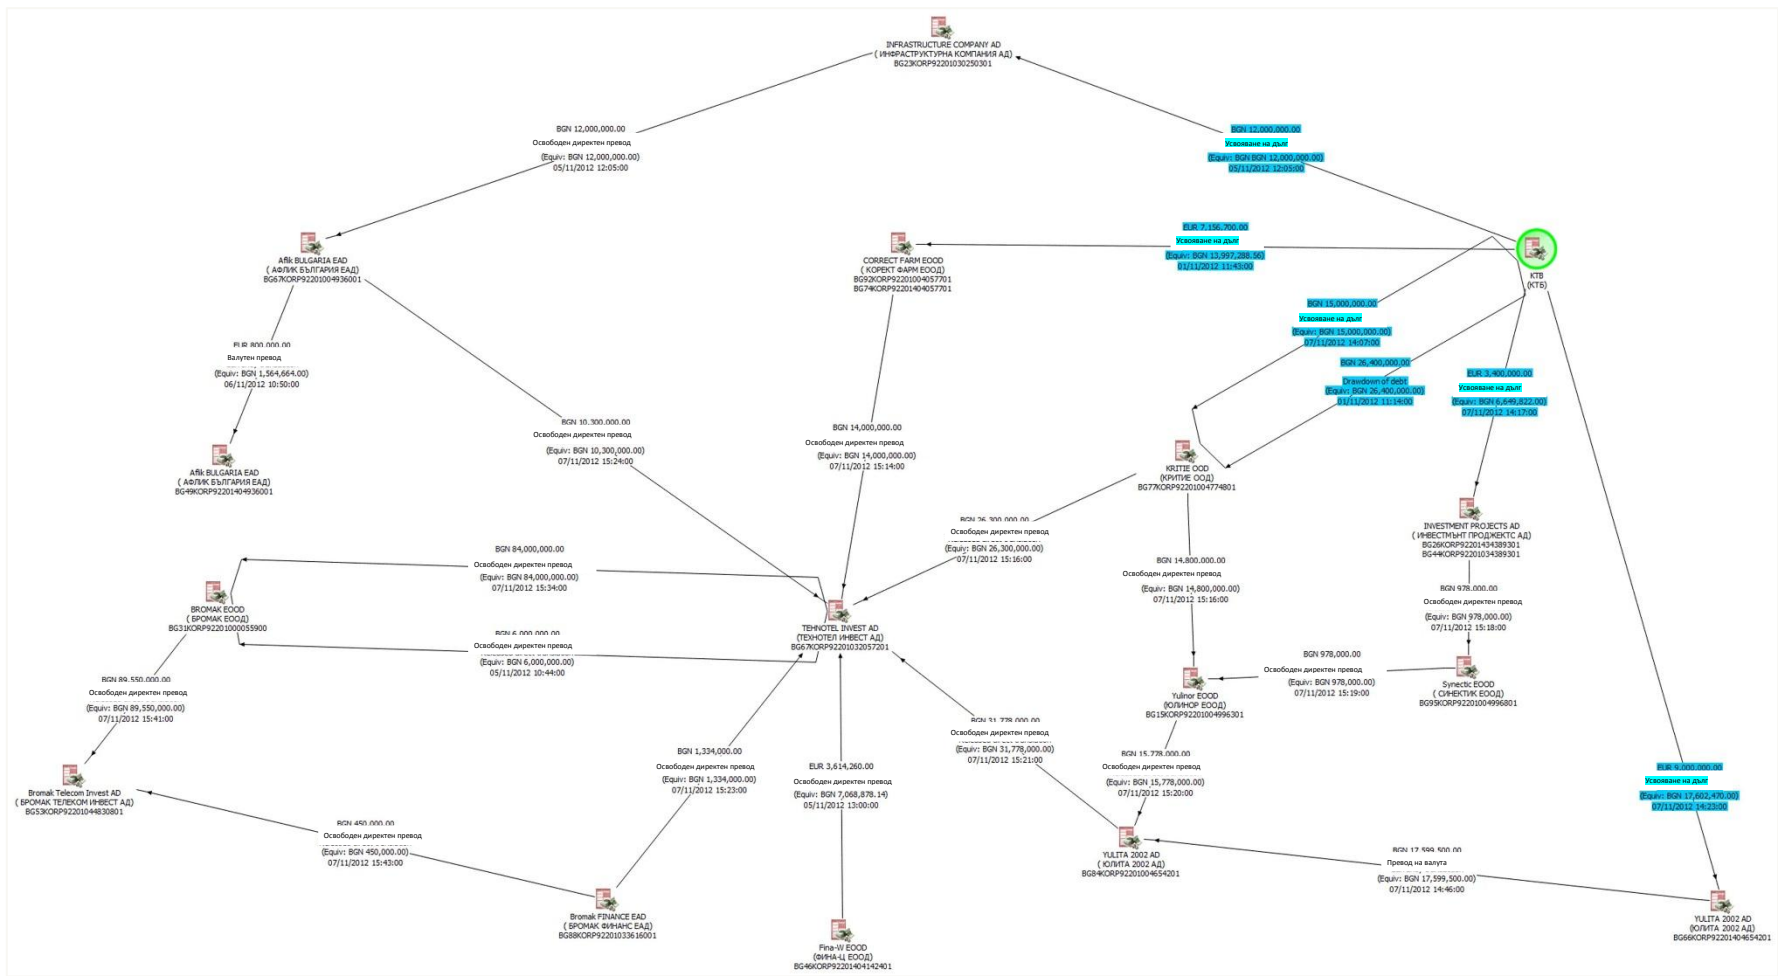 INFRASTRUCTURE COMPANY AD
( ИНФРАСТРУКТУРНА КОМПАНИЯ АД)
BG23KORP92201030250301
BGN 12,000,000.00
Освободен директен превод
(Equiv: BGN 12,000,000.00)
05/11/2012 12:05:00
BGN 12,000,000.00
Усвояване на дълг
(Equiv: BGN BGN 12,000,000.00)
05/11/2012 12:05:00
Aflik BULGARIA EAD
( АФЛИК БЪЛГАРИЯ ЕАД)
BG67KORP92201004936001
CORRECT FARM EOOD
( КОРЕКТ ФАРМ ЕООД)
BG92KORP92201004057701
BG74KORP92201404057701
EUR 7,156,700.00
Усвояване на дълг
(Equiv: BGN 13,997,288.56)
01/11/2012 11:43:00
KTB
(КТБ)
BGN 15,000,000.00
Усвояване на дълг
(Equiv: BGN 15,000,000.00)
07/11/2012 14:07:00
EUR 800,000.00
Валутен превод
(Equiv: BGN 1,564,664.00)
06/11/2012 10:50:00
BGN 26,400,000.00
Drawdown of debt
(Equiv: BGN 26,400,000.00)
01/11/2012 11:14:00
EUR 3,400,000.00
Усвояване на дълг
(Equiv: BGN 6,649,822.00)
07/11/2012 14:17:00
BGN 10,300,000.00
Освободен директен превод
(Equiv: BGN 10,300,000.00)
07/11/2012 15:24:00
BGN 14,000,000.00
Освободен директен превод
(Equiv: BGN 14,000,000.00)
07/11/2012 15:14:00
Aflik BULGARIA EAD
( АФЛИК БЪЛГАРИЯ ЕАД)
BG49KORP92201404936001
KRITIE OOD
(КРИТИЕ ООД)
BG77KORP92201004774801
INVESTMENT PROJECTS AD
( ИНВЕСТМЪНТ ПРОДЖЕКТС АД)
BG26KORP92201434389301
BG44KORP92201034389301
BGN 26,300,000.00
Освободен директен превод
(Equiv: BGN 26,300,000.00)
07/11/2012 15:16:00
BGN 84,000,000.00
Освободен директен превод
(Equiv: BGN 84,000,000.00)
07/11/2012 15:34:00
BGN 14,800,000.00
Освободен директен превод
(Equiv: BGN 14,800,000.00)
07/11/2012 15:16:00
BGN 978,000.00
Освободен директен превод
(Equiv: BGN 978,000.00)
07/11/2012 15:18:00
BROMAK EOOD
( БРОМАК ЕООД)
BG31KORP92201000055900
TEHNOTEL INVEST AD
(ТЕХНОТЕЛ ИНВЕСТ АД)
BG67KORP92201032057201
BGN 6,000,000.00
Освободен директен превод
(Equiv: BGN 6,000,000.00)
05/11/2012 10:44:00
BGN 978,000.00
Освободен директен превод
(Equiv: BGN 978,000.00)
07/11/2012 15:19:00
Synectic EOOD
( СИНЕКТИК ЕООД)
BG95KORP92201004996801
Yulinor EOOD
(ЮЛИНОР ЕООД)
BG15KORP92201004996301
BGN 89,550,000.00
Освободен директен превод
(Equiv: BGN 89,550,000.00)
07/11/2012 15:41:00
BGN 31,778,000.00
Освободен директен превод
(Equiv: BGN 31,778,000.00)
07/11/2012 15:21:00
BGN 1,334,000.00
Освободен директен превод
(Equiv: BGN 1,334,000.00)
07/11/2012 15:23:00
EUR 3,614,260.00
Освободен директен превод
(Equiv: BGN 7,068,878.14)
05/11/2012 13:00:00
BGN 15,778,000.00
Освободен директен превод
(Equiv: BGN 15,778,000.00)
07/11/2012 15:20:00
EUR 9,000,000.00
Усвояване на дълг
(Equiv: BGN 17,602,470.00)
07/11/2012 14:23:00
Bromak Telecom Invest AD
( БРОМАК ТЕЛЕКОМ ИНВЕСТ АД)
BG53KORP92201044830801
BGN 450,000.00
Освободен директен превод
(Equiv: BGN 450,000.00)
07/11/2012 15:43:00
YULITA 2002 AD
( ЮЛИТА 2002 АД)
BG84KORP92201004654201
BGN 17,599,500.00
Превод на валута
(Equiv: BGN 17,599,500.00)
07/11/2012 14:46:00
Bromak FINANCE EAD
( БРОМАК ФИНАНС ЕАД)
BG88KORP92201033616001
Fina-W EOOD
(ФИНА-Ц ЕООД)
BG46KORP92201404142401
YULITA 2002 AD
(ЮЛИТА 2002 АД)
BG66KORP92201404654201